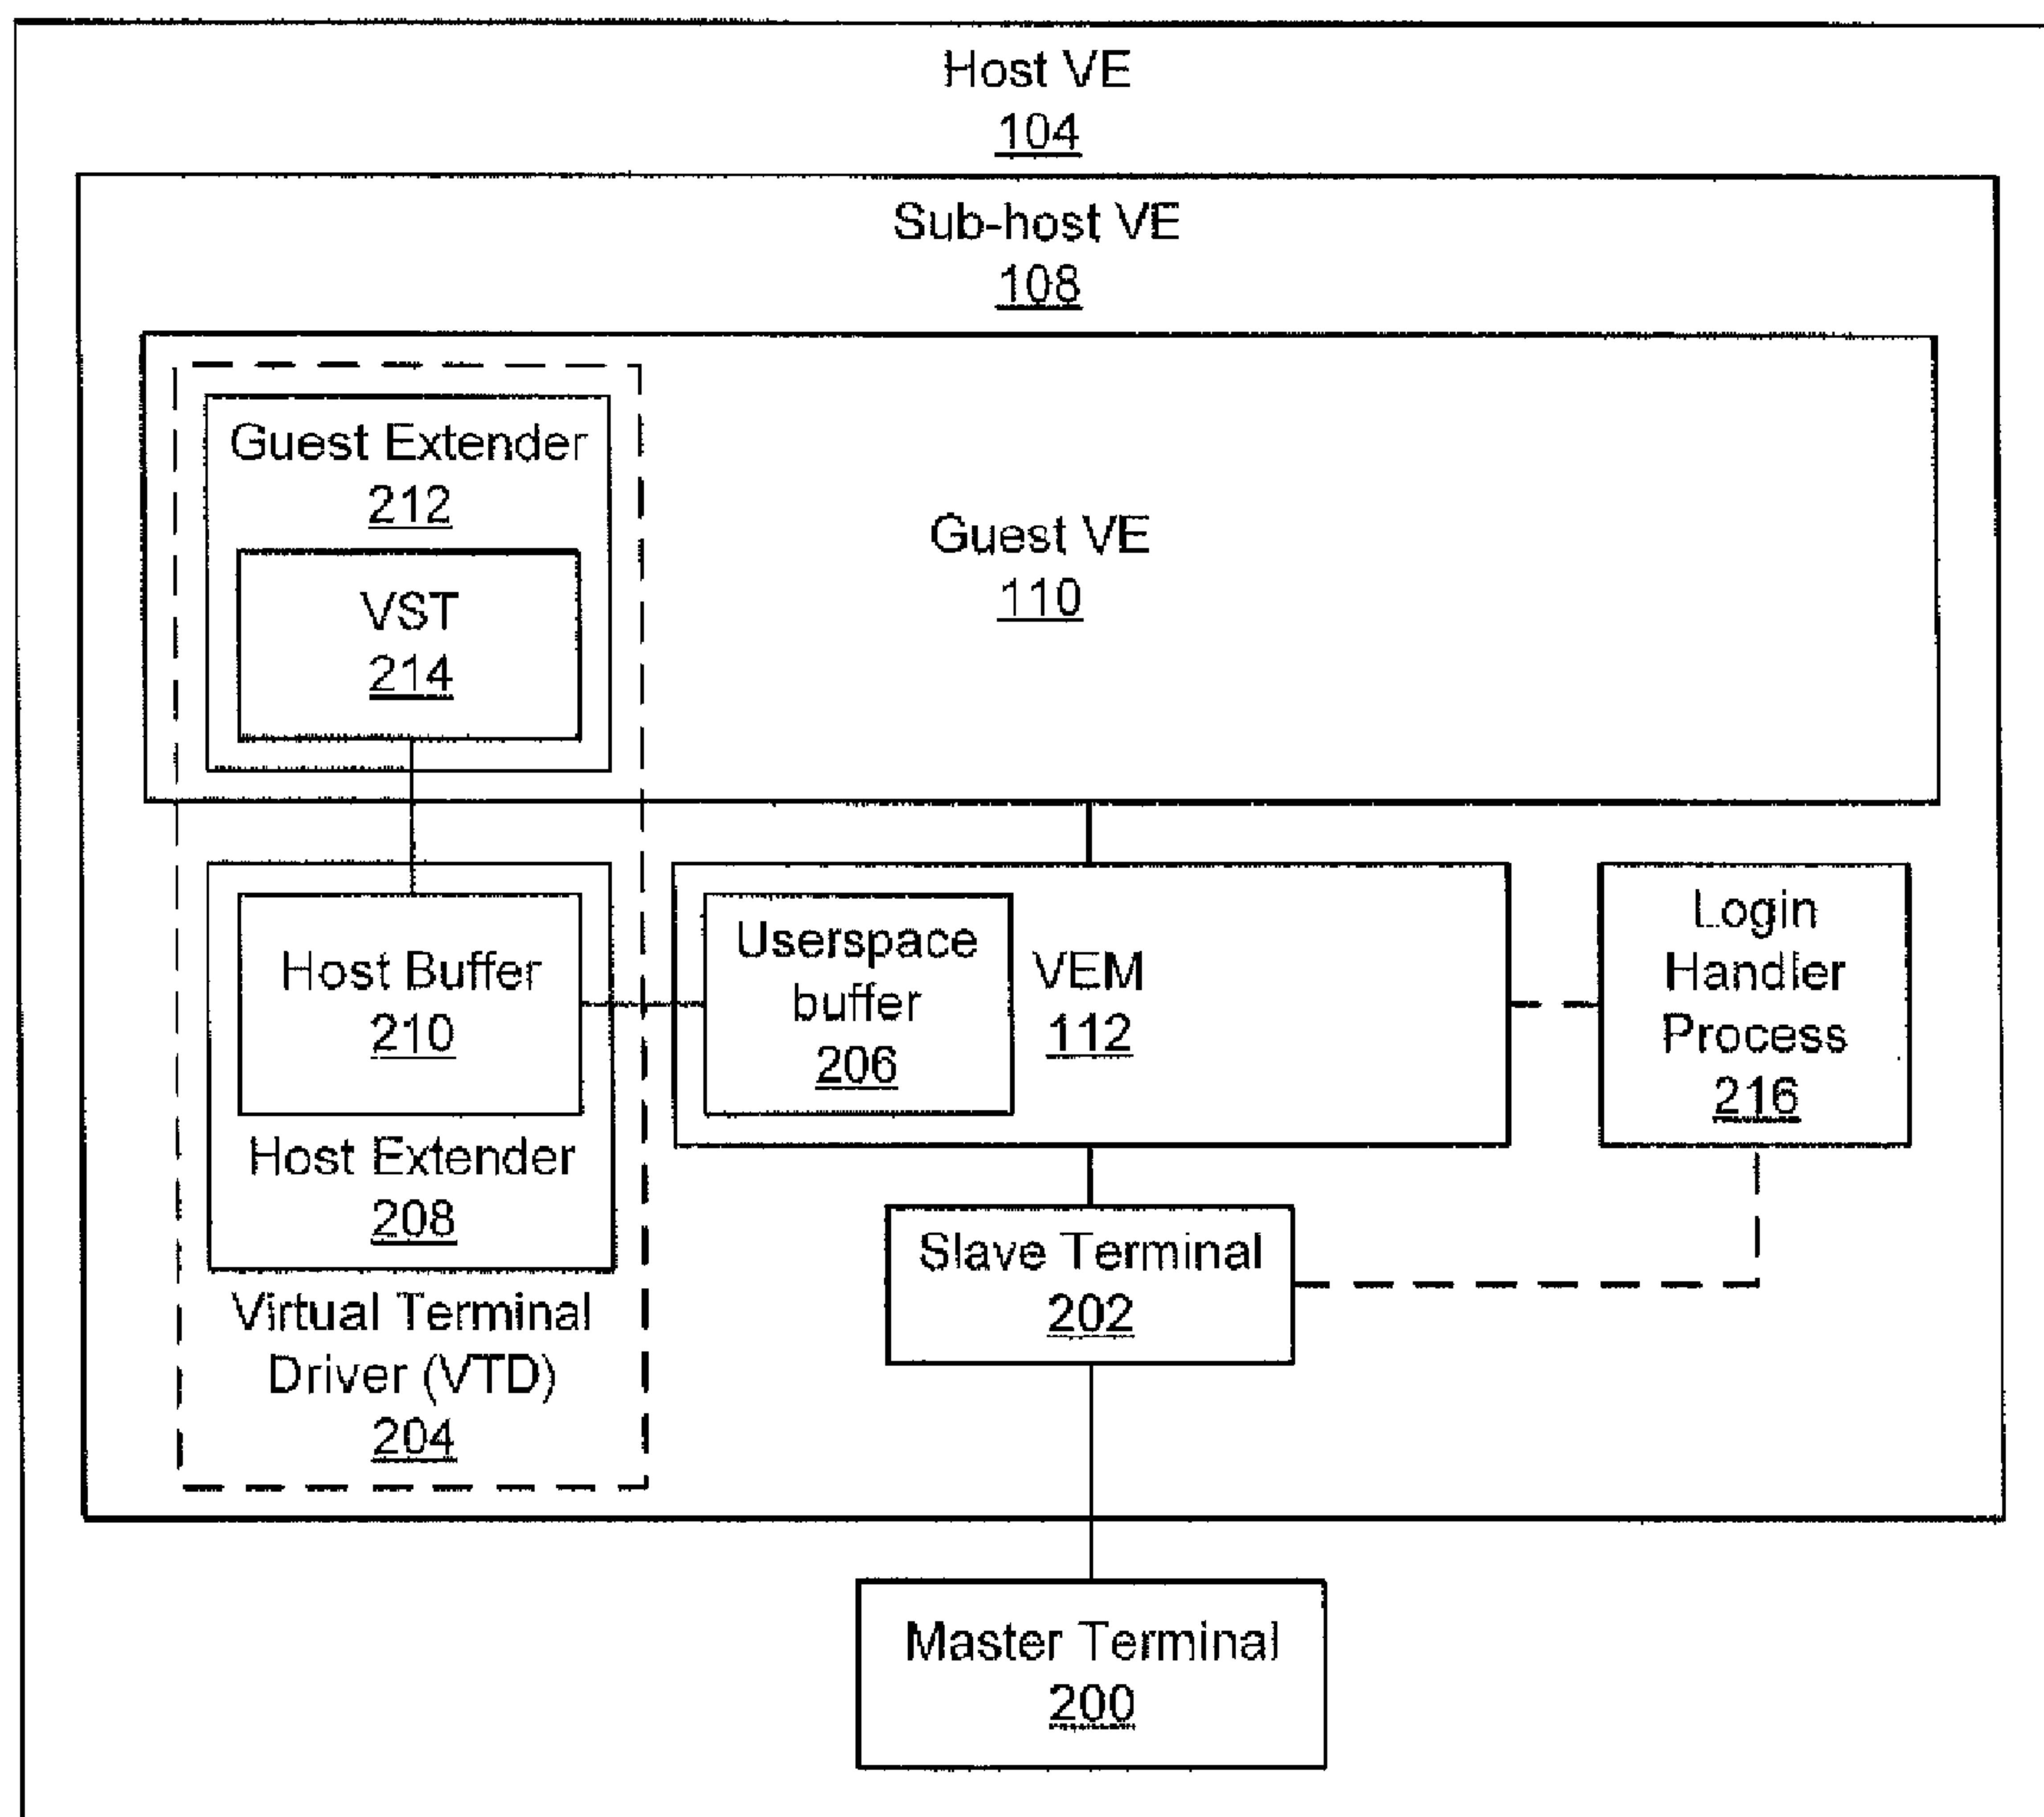 Host VE
104
Sub-host VE
108
Guest Extender
212
VST
214
Guest VE
110
Host Buffer
210
Host Extender
208
Virtual Terminal
Driver (VTD)
204
Userspace
buffer
206
VEM
112
Login
Handler
Process
216
Slave Terminal
202
Master Terminal
200